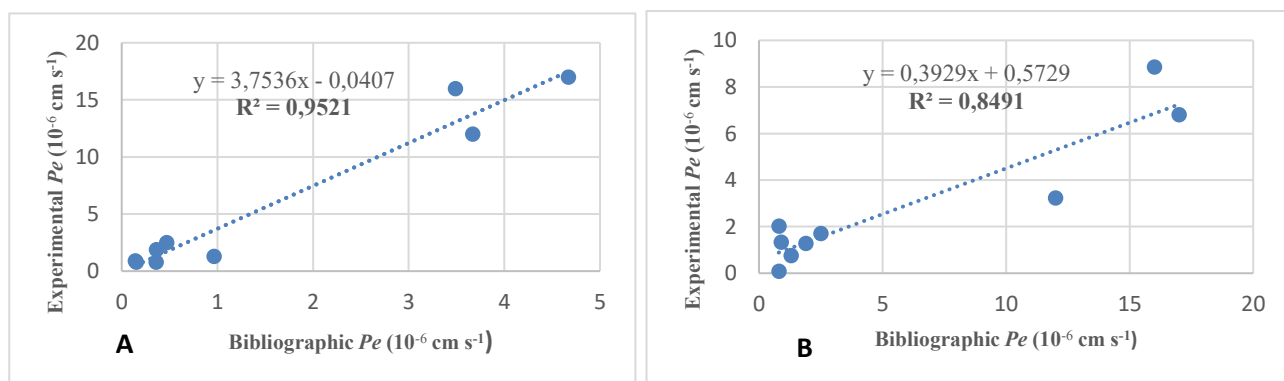 20
15
10
5
0
0
1
2
3
4
5
y = 3,7536x - 0,0407
R² = 0,9521
Experimental Pe (10⁻⁶ cm s⁻¹)
Bibliographic Pe (10⁻⁶ cm s⁻¹)
A
10
8
6
4
2
0
0
5
10
15
20
y = 0,3929x + 0,5729
R² = 0,8491
Experimental Pe (10⁻⁶ cm s⁻¹)
Bibliographic Pe (10⁻⁶ cm s⁻¹)
B